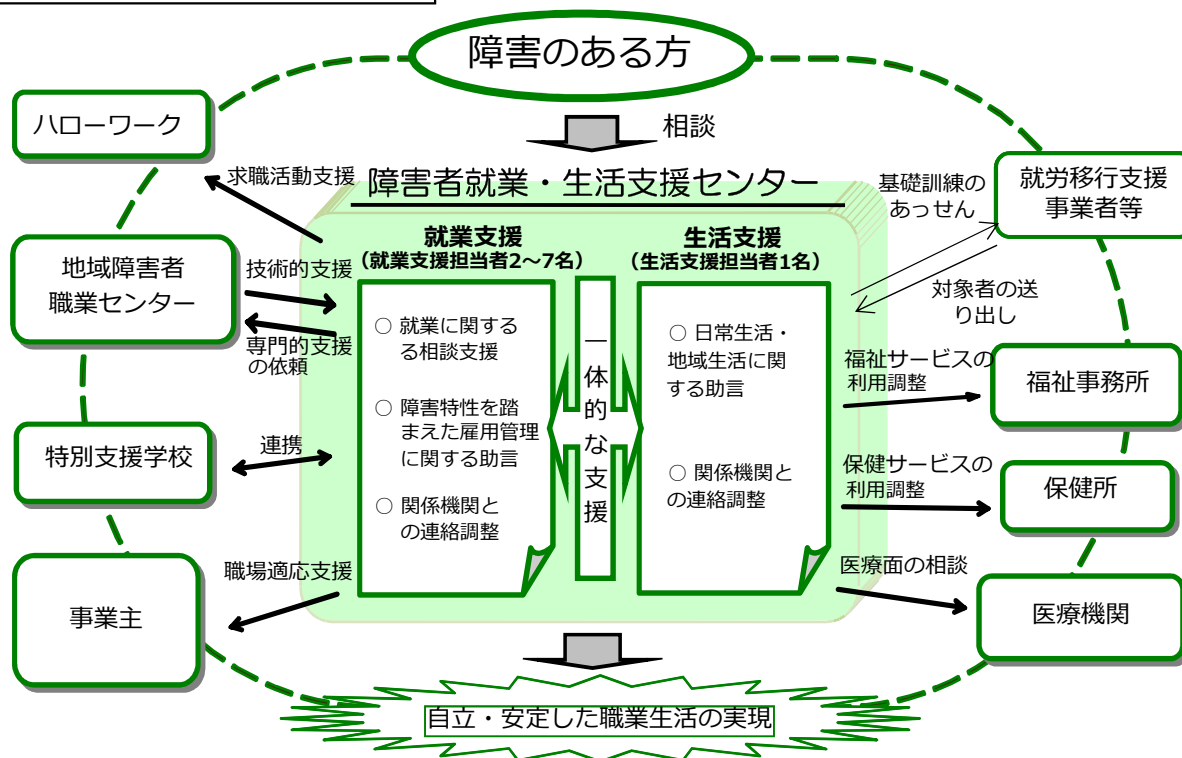 障害のある方
相談
ハローワーク
求職活動支援
障害者就業・生活支援センター
基礎訓練の
あっせん
就労移行支援
事業者等
対象者の送
り出し
地域障害者
職業センター
技術的支援
専門的支援
の依頼
就業支援
(就業支援担当者2～7名)
○ 就業に関する
る相談支援
○ 障害特性を踏
まえた雇用管理
に関する助言
○ 関係機関と
の連絡調整
一体的な支援
生活支援
(生活支援担当者1名)
○ 日常生活・
地域生活に関
する助言
○ 関係機関と
の連絡調整
福祉サービスの
利用調整
福祉事務所
特別支援学校
連携
保健サービスの
利用調整
保健所
職場適応支援
事業主
医療面の相談
医療機関
自立・安定した職業生活の実現